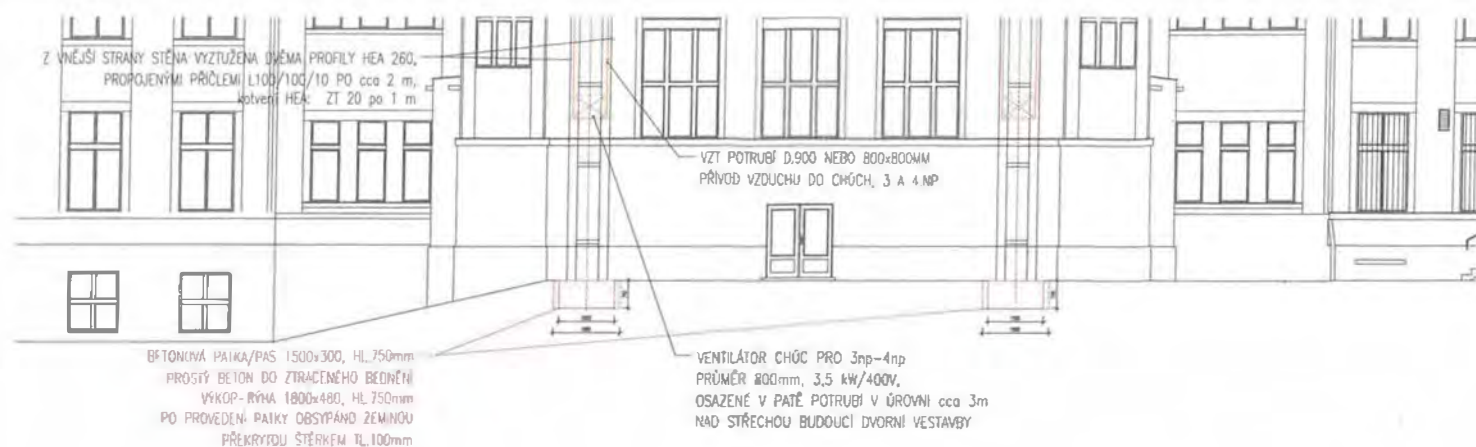 Z VNĚJŠÍ STRANY STĚNA VYZTUŽENA DVĚMA PROFILY HEA 260,
PROPOJENÝMI PŘÍČLEMI L100/100/10 PO cca 2 m,
kotvení HEA: ZT 20 po 1 m
VZT POTRUBÍ D.900 NEBO 800x800MM
PŘÍVOD VZDUCHU DO CHÚCH, 3 A 4 NP
BETONOVÁ PATKA/PAS 1500x300, HL.750mm
PROSTÝ BETON DO ZTRACENÉHO BEDNĚNÍ
VÝKOP-RÝHA 1800x480, HL.750mm
PO PROVEDENÍ PATKY OBSYPÁNO ZEMINOU
PŘEKRYTOU ŠTĚRKEM TL.100mm
VENTILÁTOR CHÚC PRO 3np-4np
PRŮMĚR 800mm, 3,5 kW/400V,
OSAZENÉ V PATĚ POTRUBÍ V ÚROVNI cca 3m
NAD STŘECHOU BUDOUCÍ DVORNÍ VESTAVBY